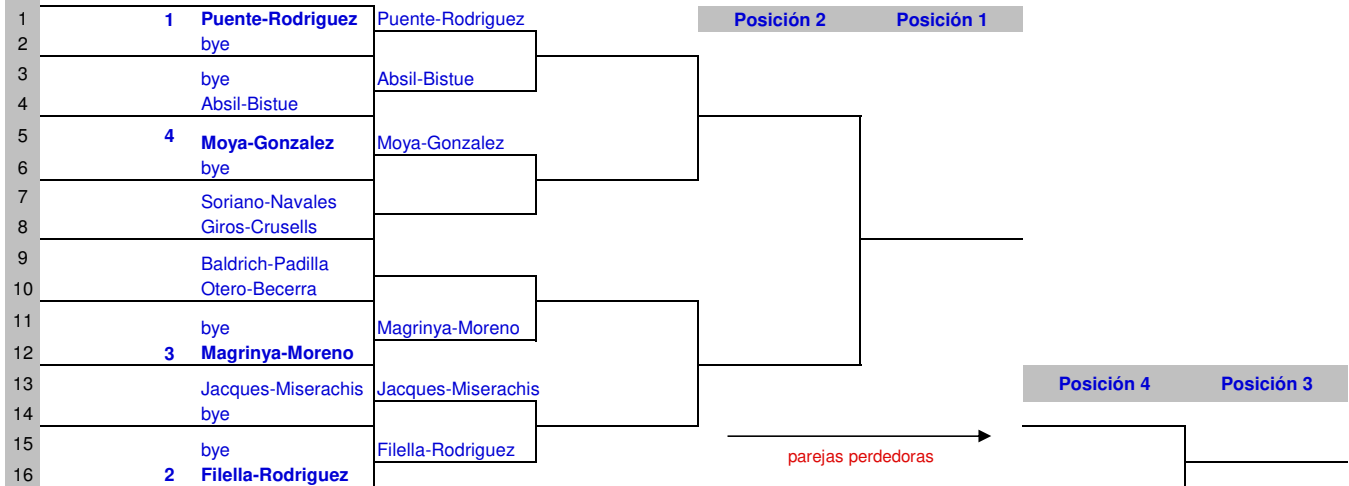 1 1 Puente-Rodriguez Puente-Rodriguez Posición 2 Posición 1
2 bye
3 bye Absil-Bistue
4 Absil-Bistue
5 4 Moya-Gonzalez Moya-Gonzalez
6 bye
7 Soriano-Navales
8 Giros-Crusells
9 Baldrich-Padilla
10 Otero-Becerra
11 bye Magrinya-Moreno
12 3 Magrinya-Moreno
13 Jacques-Miserachis Jacques-Miserachis Posición 4 Posición 3
14 bye
15 bye Filella-Rodriguez parejas perdedoras
16 2 Filella-Rodriguez